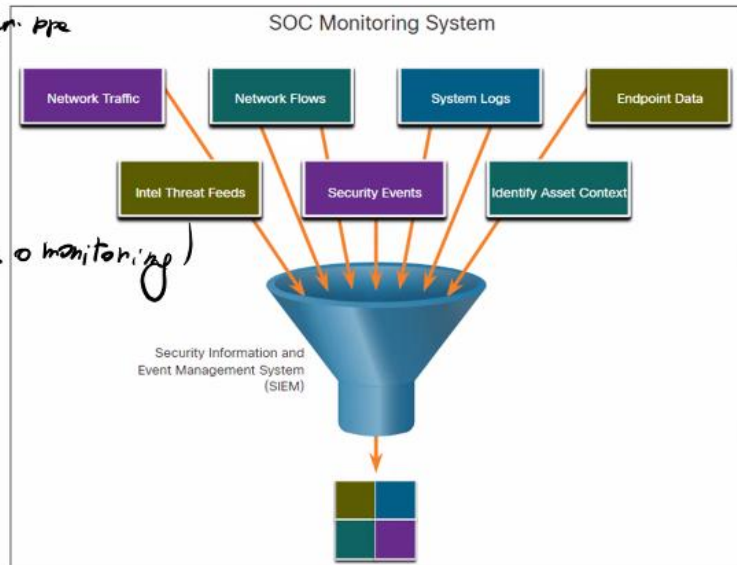 SOC Monitoring System
Network Traffic
Network Flows
System Logs
Endpoint Data
Intel Threat Feeds
Security Events
Identify Asset Context
monitoring)
Security Information and
Event Management System
(SIEM)